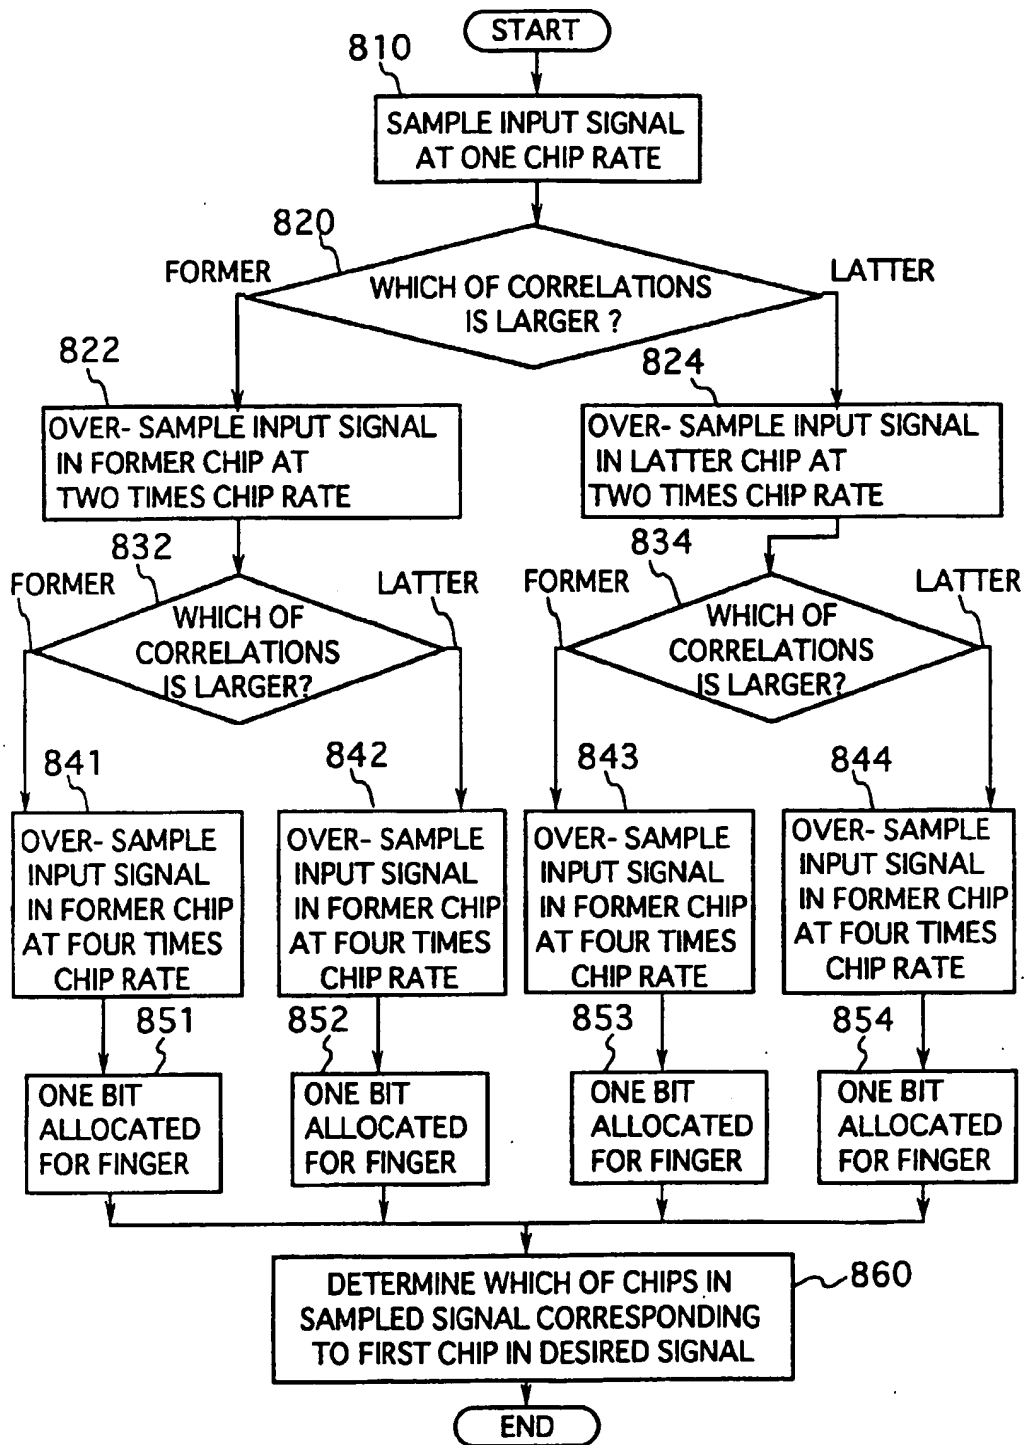 START
810
SAMPLE INPUT SIGNAL
AT ONE CHIP RATE
820
FORMER
LATTER
WHICH OF CORRELATIONS
IS LARGER ?
822
824
OVER- SAMPLE INPUT SIGNAL
IN FORMER CHIP AT
TWO TIMES CHIP RATE
OVER- SAMPLE INPUT SIGNAL
IN LATTER CHIP AT
TWO TIMES CHIP RATE
832
834
FORMER
LATTER
FORMER
LATTER
WHICH OF
CORRELATIONS
IS LARGER?
WHICH OF
CORRELATIONS
IS LARGER?
841
842
843
844
OVER- SAMPLE
INPUT SIGNAL
IN FORMER CHIP
AT FOUR TIMES
CHIP RATE
OVER- SAMPLE
INPUT SIGNAL
IN FORMER CHIP
AT FOUR TIMES
CHIP RATE
OVER- SAMPLE
INPUT SIGNAL
IN FORMER CHIP
AT FOUR TIMES
CHIP RATE
OVER- SAMPLE
INPUT SIGNAL
IN FORMER CHIP
AT FOUR TIMES
CHIP RATE
851
852
853
854
ONE BIT
ALLOCATED
FOR FINGER
ONE BIT
ALLOCATED
FOR FINGER
ONE BIT
ALLOCATED
FOR FINGER
ONE BIT
ALLOCATED
FOR FINGER
860
DETERMINE WHICH OF CHIPS IN
SAMPLED SIGNAL CORRESPONDING
TO FIRST CHIP IN DESIRED SIGNAL
END